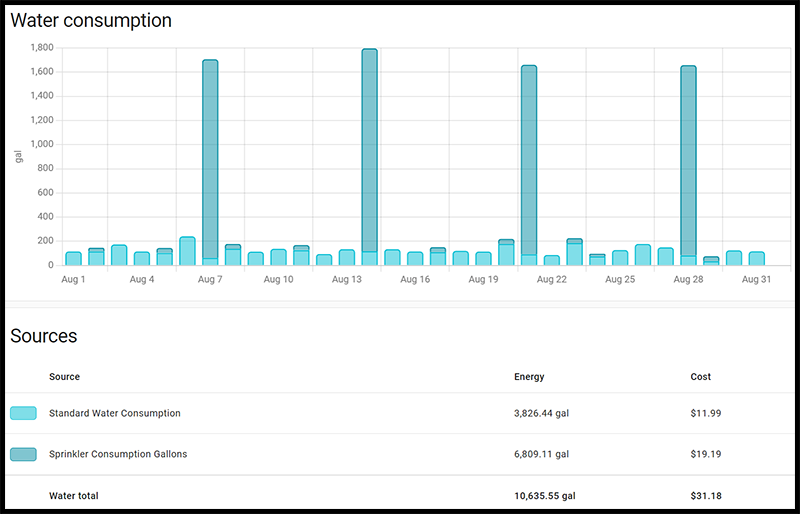 Water consumption
1,800
1,600
1,400
1,200
1,000
800
600
400
200
0
gal
Aug 1 Aug 4 Aug 7 Aug 10 Aug 13 Aug 16 Aug 19 Aug 22 Aug 25 Aug 28 Aug 31
Sources
Source Energy Cost
Standard Water Consumption 3,826.44 gal $11.99
Sprinkler Consumption Gallons 6,809.11 gal $19.19
Water total 10,635.55 gal $31.18